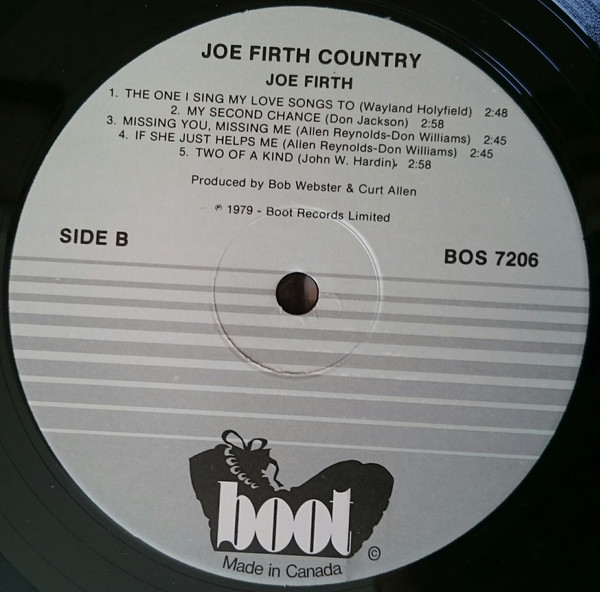 JOE FIRTH COUNTRY
JOE FIRTH
1. THE ONE I SING MY LOVE SONGS TO (Wayland Holyfield) 2:48
2. MY SECOND CHANCE (Don Jackson) 2:58
3. MISSING YOU, MISSING ME (Allen Reynolds-Don Williams) 2:45
4. IF SHE JUST HELPS ME (Allen Reynolds-Don Williams) 2:45
5. TWO OF A KIND (John W. Hardin), 2:58
Produced by Bob Webster & Curt Allen
℗ 1979 - Boot Records Limited
SIDE B
BOS 7206
boot ©
Made in Canada